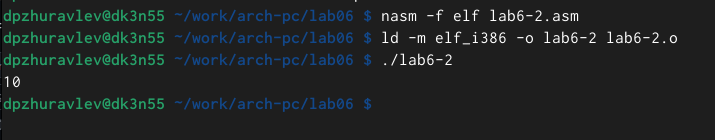 dpzhuravlev@dk3n55 ~/work/arch-pc/lab06 $ nasm -f elf lab6-2.asm
dpzhuravlev@dk3n55 ~/work/arch-pc/lab06 $ ld -m elf_i386 -o lab6-2 lab6-2.o
dpzhuravlev@dk3n55 ~/work/arch-pc/lab06 $ ./lab6-2
10
dpzhuravlev@dk3n55 ~/work/arch-pc/lab06 $